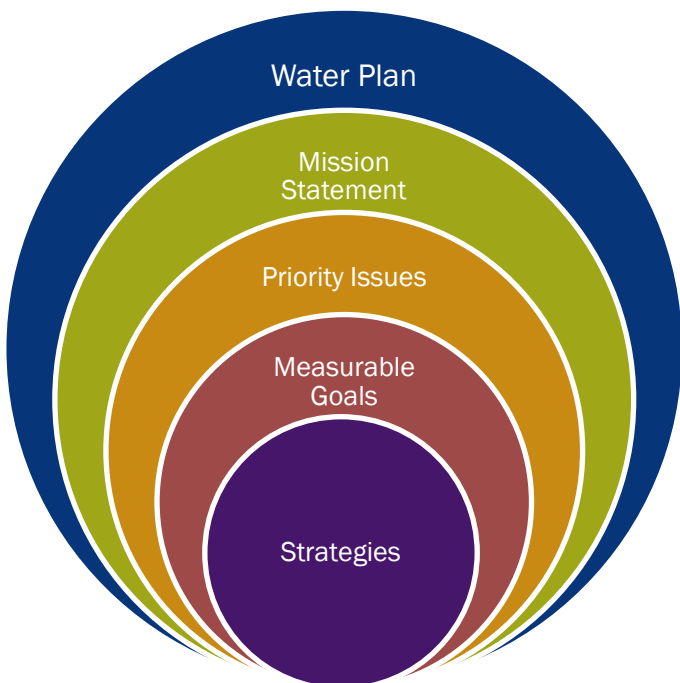 Water Plan
Mission
Statement
Priority Issues
Measurable
Goals
Strategies